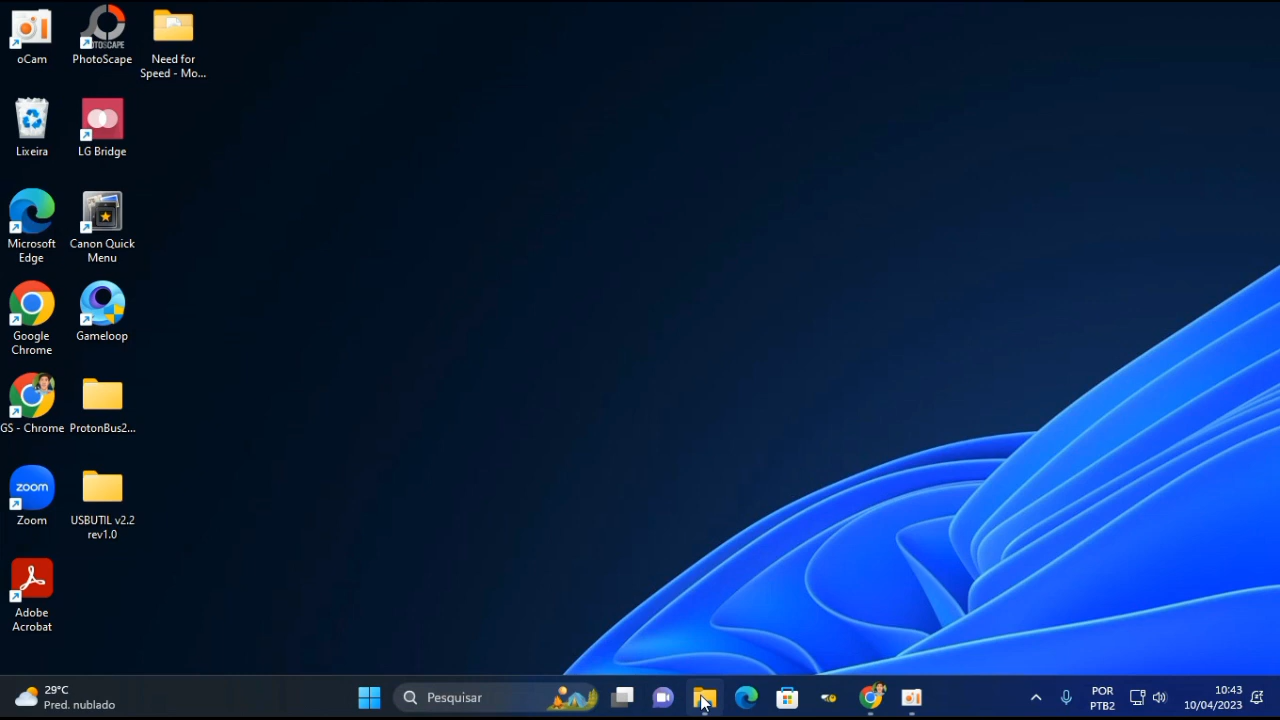 oCam
PHOTOSCAPE
PhotoScape
Need for
Speed - Mo...
Lixeira
LG Bridge
Microsoft
Edge
Canon Quick
Menu
Google
Chrome
Gameloop
GS - Chrome
ProtonBus2...
zoom
Zoom
USBUTIL v2.2
rev1.0
Adobe
Acrobat
29°C
Pred. nublado
Pesquisar
POR
PTB2
10:43
10/04/2023